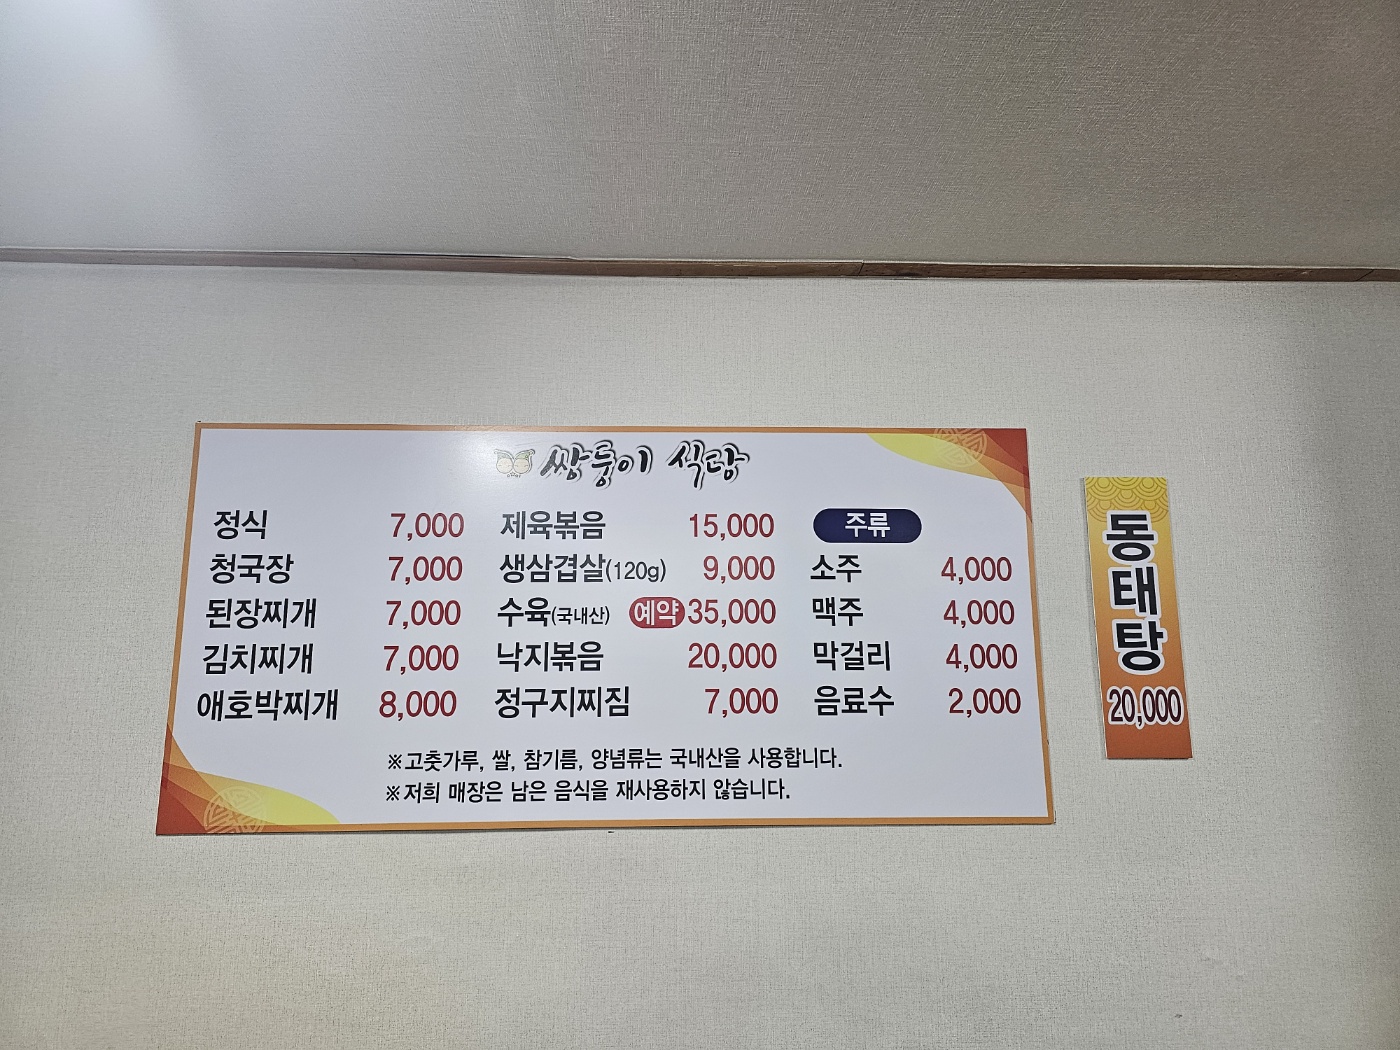 쌍둥이 식당
정식 7,000
청국장 7,000
된장찌개 7,000
김치찌개 7,000
애호박찌개 8,000
제육볶음 15,000
생삼겹살(120g) 9,000
수육(국내산) 예약 35,000
낙지볶음 20,000
정구지찌짐 7,000
주류
소주 4,000
맥주 4,000
막걸리 4,000
음료수 2,000
※고춧가루, 쌀, 참기름, 양념류는 국내산을 사용합니다.
※저희 매장은 남은 음식을 재사용하지 않습니다.
동태탕
20,000